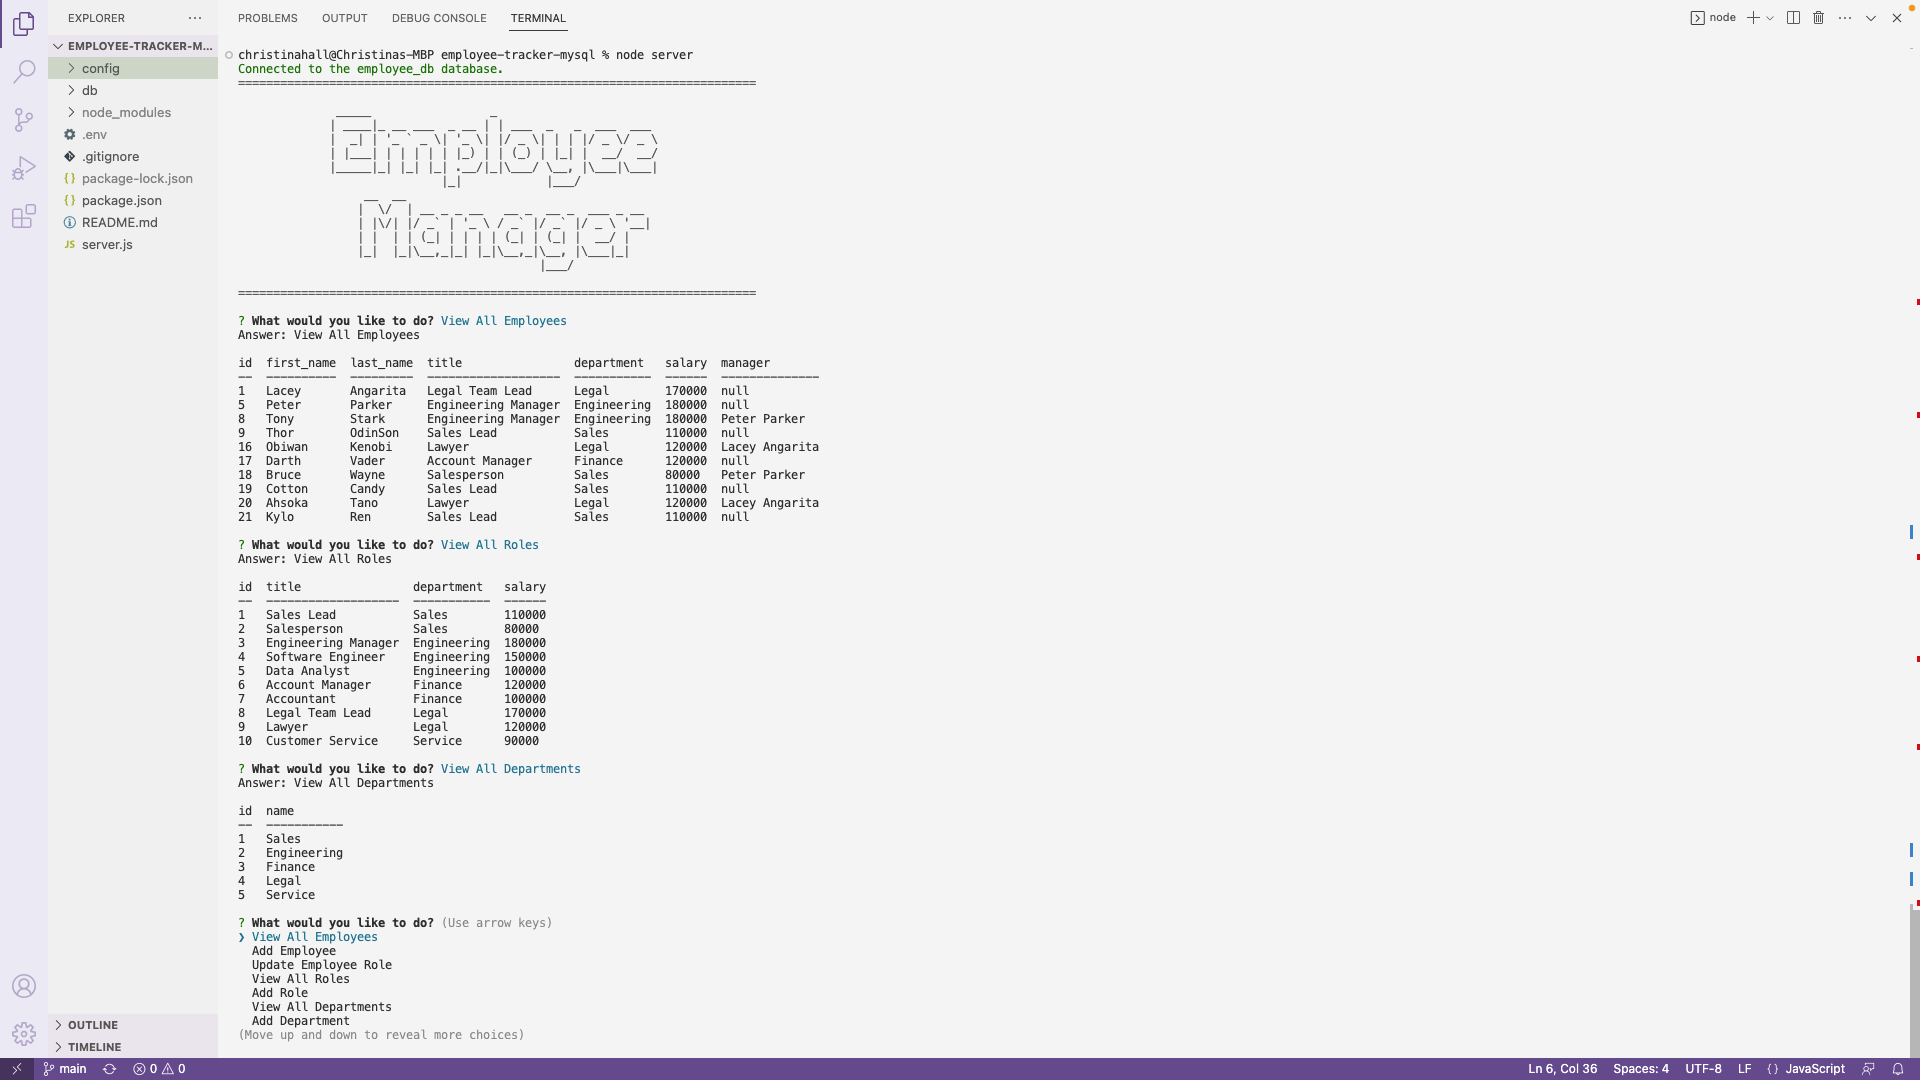 EXPLORER
EMPLOYEE-TRACKER-M...
config
db
node_modules
.env
.gitignore
package-lock.json
package.json
README.md
JS server.js
OUTLINE
TIMELINE
PROBLEMS OUTPUT DEBUG CONSOLE TERMINAL
node
christinahall@Christinas-MBP employee-tracker-mysql % node server
Connected to the employee_db database.
==========================================================================
Employee
Manager
==========================================================================
? What would you like to do? View All Employees
Answer: View All Employees
id first_name last_name title department salary manager
-- ---------- --------- ------------------- ----------- ------ --------------
1 Lacey Angarita Legal Team Lead Legal 170000 null
5 Peter Parker Engineering Manager Engineering 180000 null
8 Tony Stark Engineering Manager Engineering 180000 Peter Parker
9 Thor OdinSon Sales Lead Sales 110000 null
16 Obiwan Kenobi Lawyer Legal 120000 Lacey Angarita
17 Darth Vader Account Manager Finance 120000 null
18 Bruce Wayne Salesperson Sales 80000 Peter Parker
19 Cotton Candy Sales Lead Sales 110000 null
20 Ahsoka Tano Lawyer Legal 120000 Lacey Angarita
21 Kylo Ren Sales Lead Sales 110000 null
? What would you like to do? View All Roles
Answer: View All Roles
id title department salary
-- ------------------- ----------- ------
1 Sales Lead Sales 110000
2 Salesperson Sales 80000
3 Engineering Manager Engineering 180000
4 Software Engineer Engineering 150000
5 Data Analyst Engineering 100000
6 Account Manager Finance 120000
7 Accountant Finance 100000
8 Legal Team Lead Legal 170000
9 Lawyer Legal 120000
10 Customer Service Service 90000
? What would you like to do? View All Departments
Answer: View All Departments
id name
-- -----------
1 Sales
2 Engineering
3 Finance
4 Legal
5 Service
? What would you like to do? (Use arrow keys)
❯ View All Employees
Add Employee
Update Employee Role
View All Roles
Add Role
View All Departments
Add Department
(Move up and down to reveal more choices)
main 0 0 Ln 6, Col 36 Spaces: 4 UTF-8 LF {} JavaScript